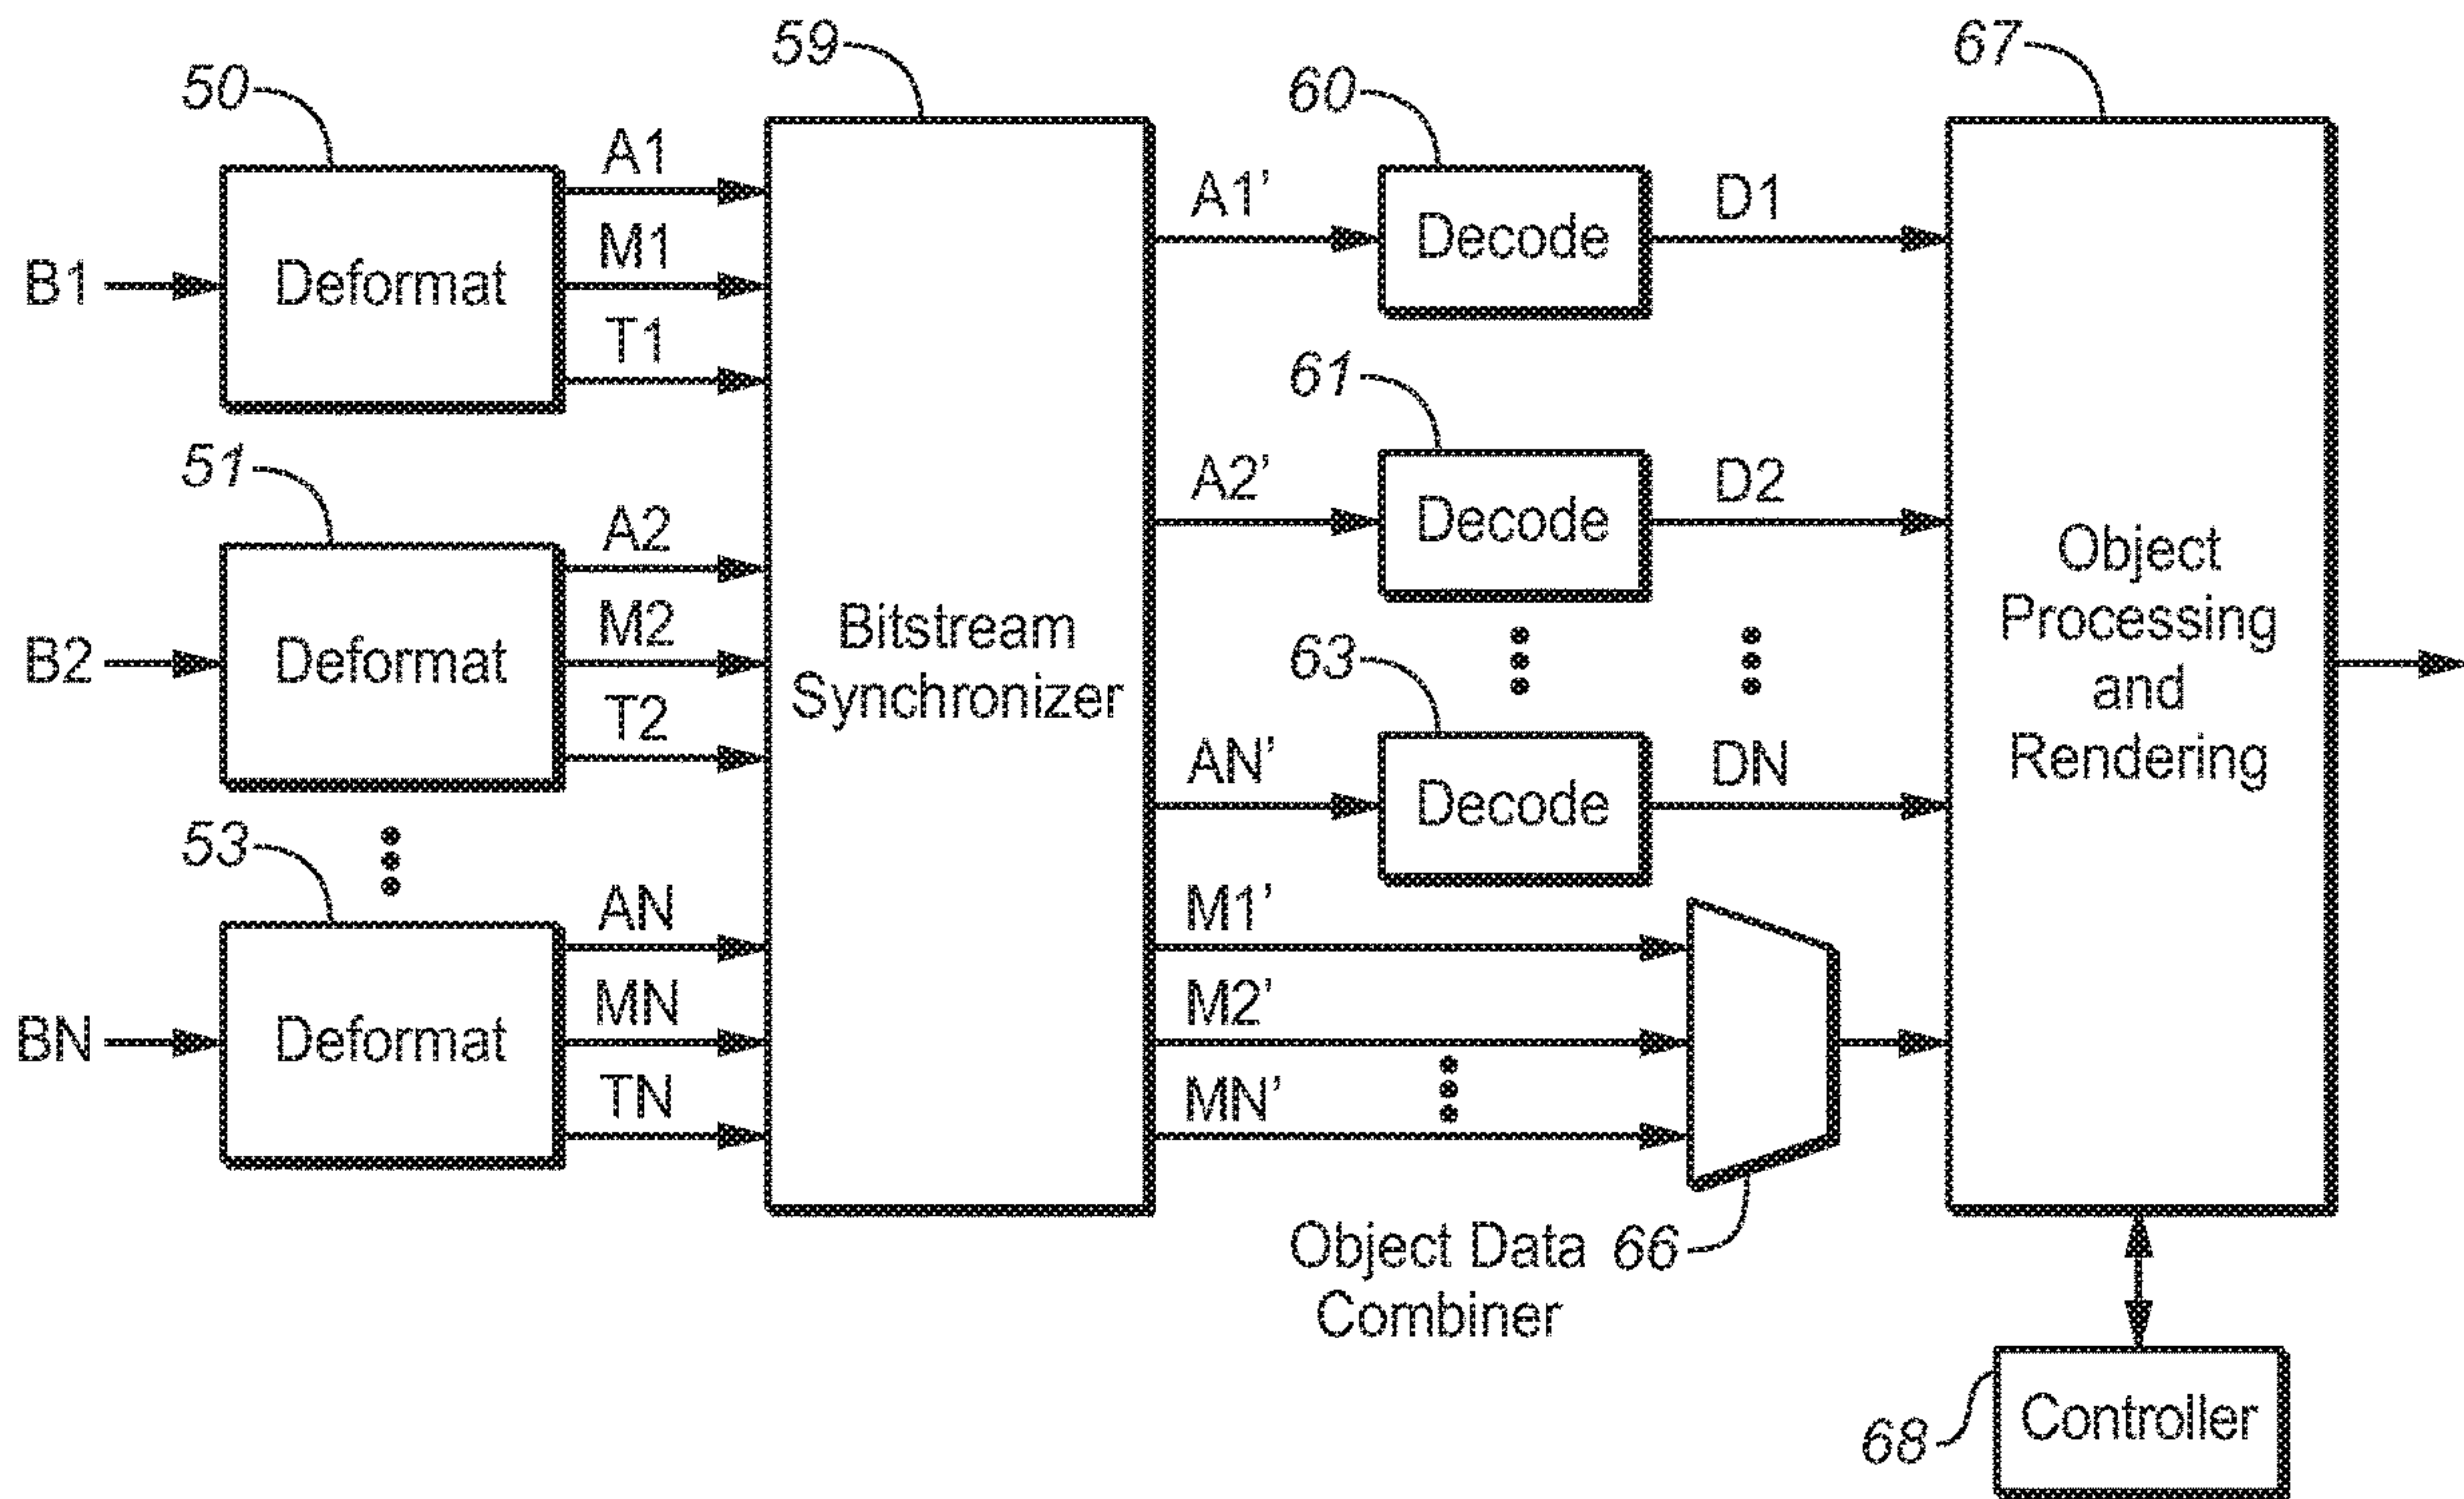 59
67
50
60
A1
A1’
D1
Decode
M1
B1
Deformat
T1
61
51
A2’
D2
Decode
A2
Object
Processing
and
Rendering
M2
Bitstream
Synchronizer
B2
Deformat
63
T2
AN’
DN
Decode
53
AN
M1’
MN
M2’
BN
Deformat
TN
MN’
Object Data
Combiner
66
Controller
68